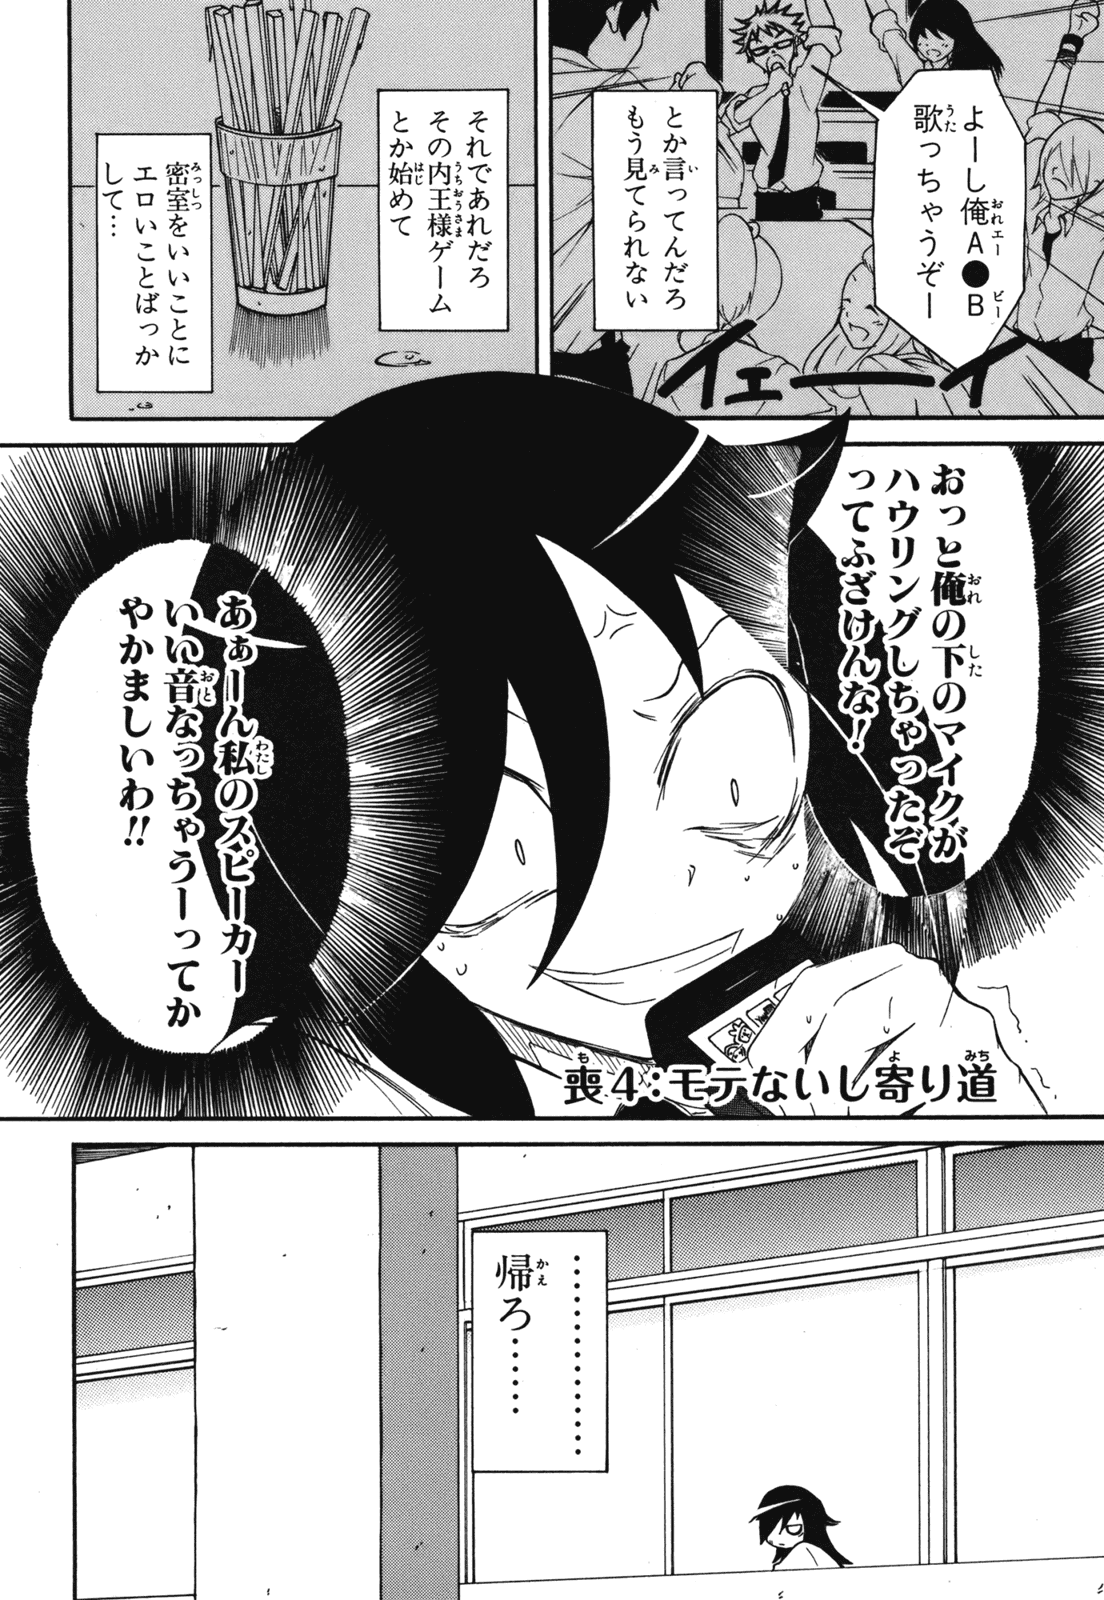 よーし俺A●B
歌っちゃうぞー
とか言ってんだろ
もう見てられない
イェーイ
それであれだろ
その内王様ゲーム
とか始めて
密室をいいことに
エロいことばっか
して…
おっと俺の下のマイクが
ハウリングしちゃったぞ
ってふざけんな!
あぁーん私のスピーカー
いい音なっちゃうーってか
やかましいわ!!
喪4:モテないし寄り道
…………………
帰ろ………